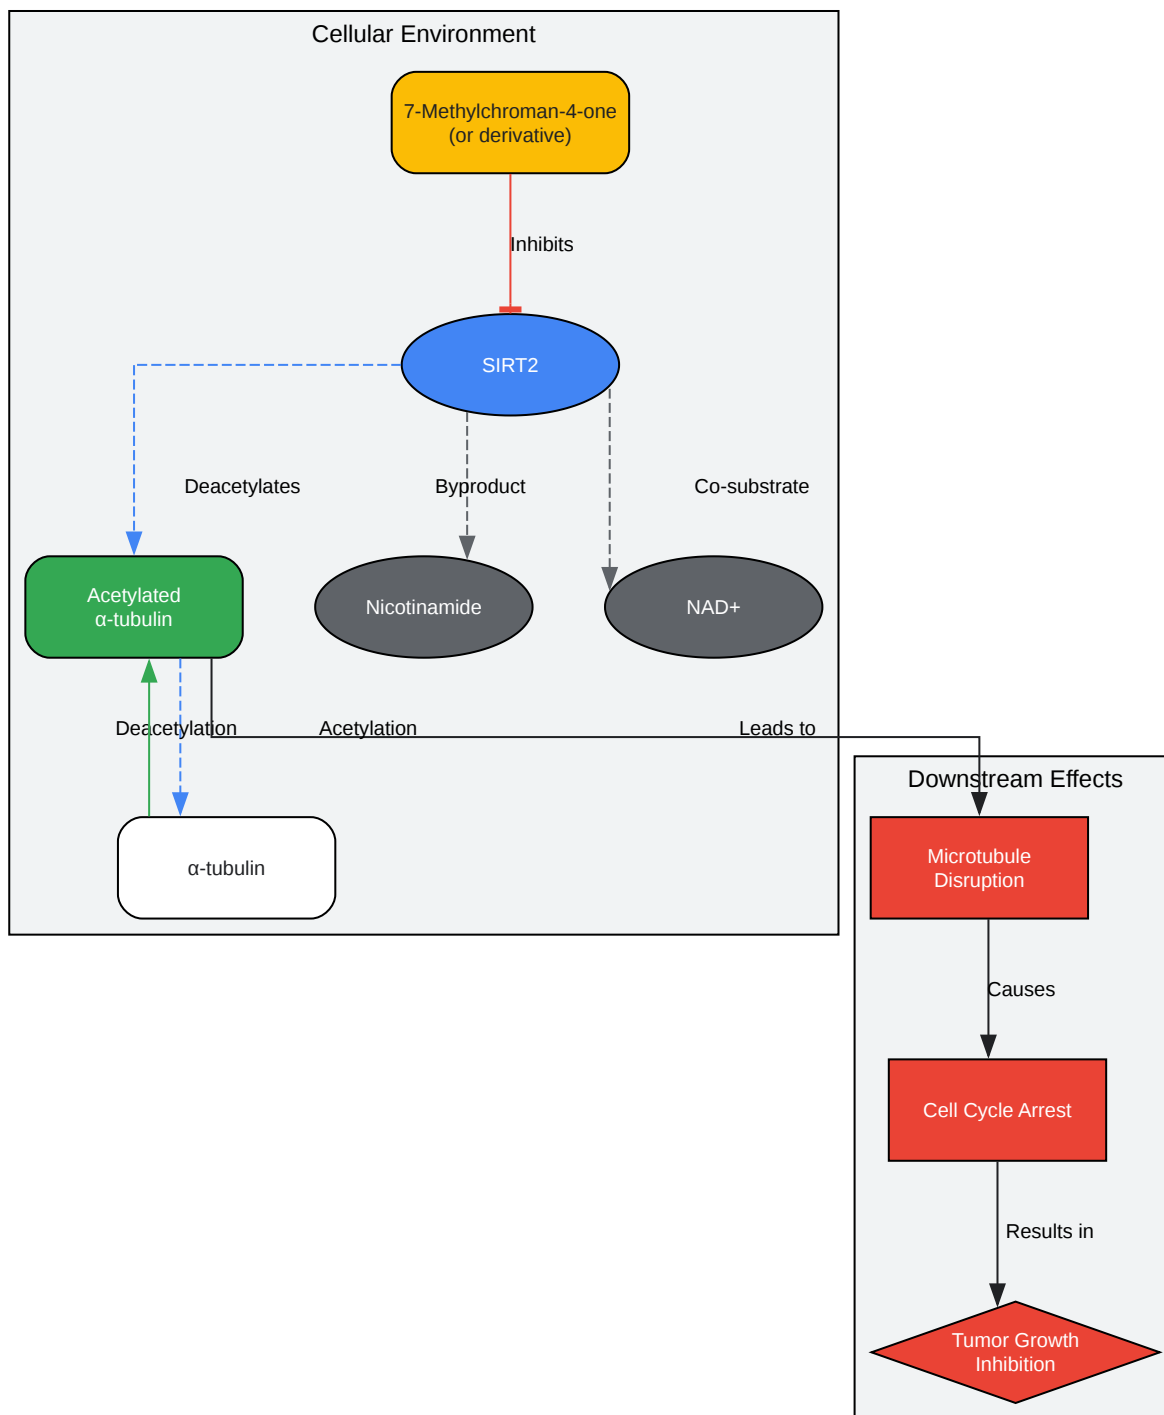 Cellular Environment
7-Methylchroman-4-one
(or derivative)
Inhibits
SIRT2
Deacetylates
Byproduct
Co-substrate
Acetylated
α-tubulin
Nicotinamide
NAD+
Deacetylation
Acetylation
Leads to
α-tubulin
Downstream Effects
Microtubule
Disruption
Causes
Cell Cycle Arrest
Results in
Tumor Growth
Inhibition